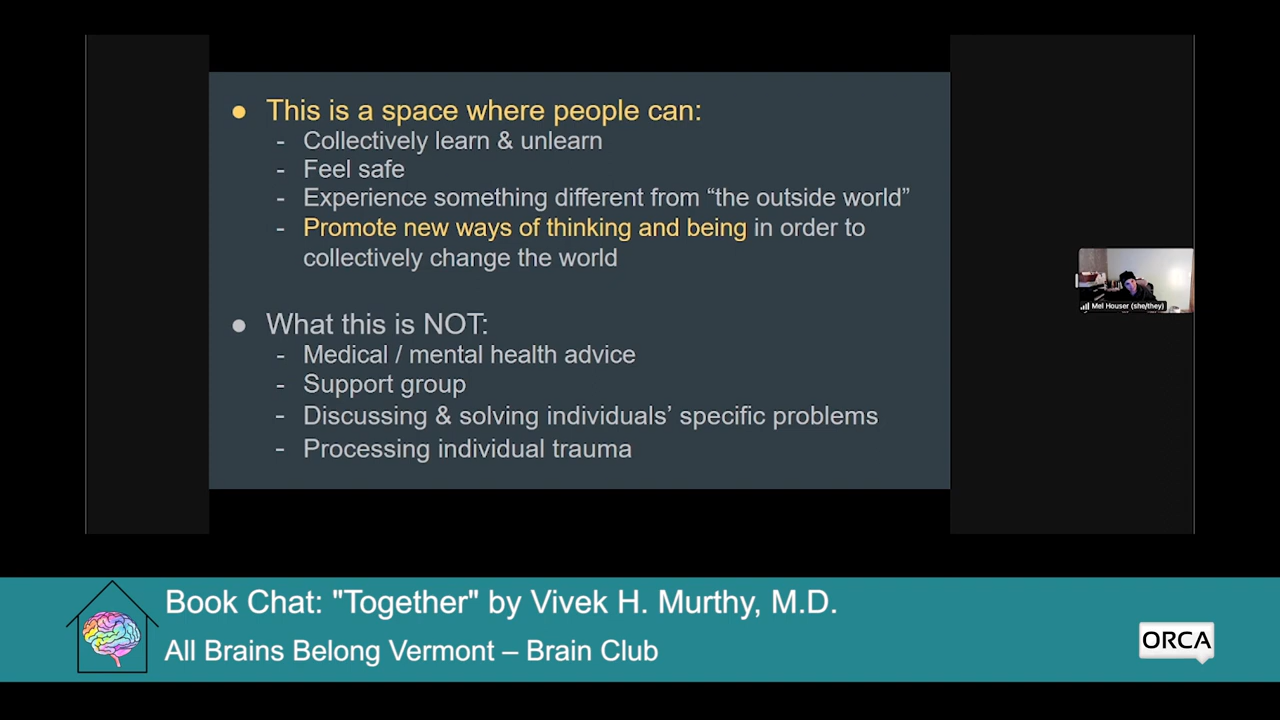 ● This is a space where people can:
- Collectively learn & unlearn
- Feel safe
- Experience something different from “the outside world”
- Promote new ways of thinking and being in order to
collectively change the world
● What this is NOT:
- Medical / mental health advice
- Support group
- Discussing & solving individuals’ specific problems
- Processing individual trauma
Mel Houser (she/they)
Book Chat: "Together" by Vivek H. Murthy, M.D.
All Brains Belong Vermont – Brain Club
ORCA